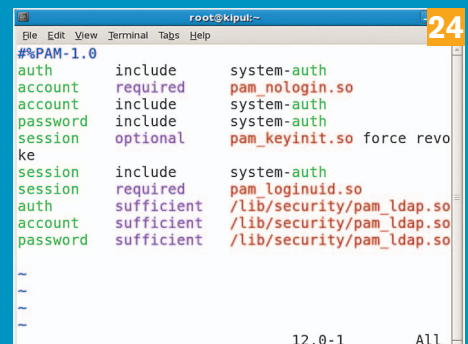 root@kipul:~
24
File Edit View Terminal Tabs Help
#%PAM-1.0
auth include system-auth
account required pam_nologin.so
account include system-auth
password include system-auth
session optional pam_keyinit.so force revo
ke
session include system-auth
session required pam_loginuid.so
auth sufficient /lib/security/pam_ldap.so
account sufficient /lib/security/pam_ldap.so
password sufficient /lib/security/pam_ldap.so
~
~
~
~
12,0-1 All